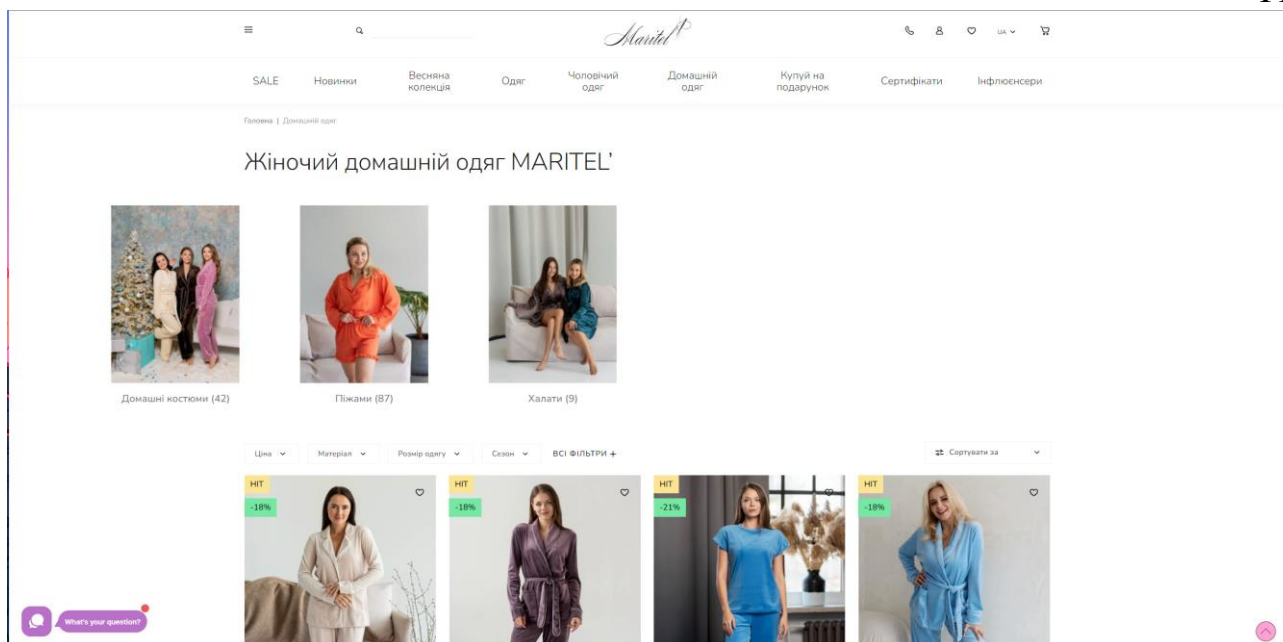 Maritel'
UA
SALE
Новинки
Весняна
колекція
Одяг
Чоловічий
одяг
Домашній
одяг
Купуй на
подарунок
Сертифікати
Інфлюєнсери
Головна | Домашній одяг
Жіночий домашній одяг MARITEL’
Домашні костюми (42)
Піжами (87)
Халати (9)
Ціна
Матеріал
Розмір одягу
Сезон
ВСІ ФІЛЬТРИ +
Сортувати за
HIT
-18%
HIT
-18%
HIT
-21%
HIT
-18%
What's your question?